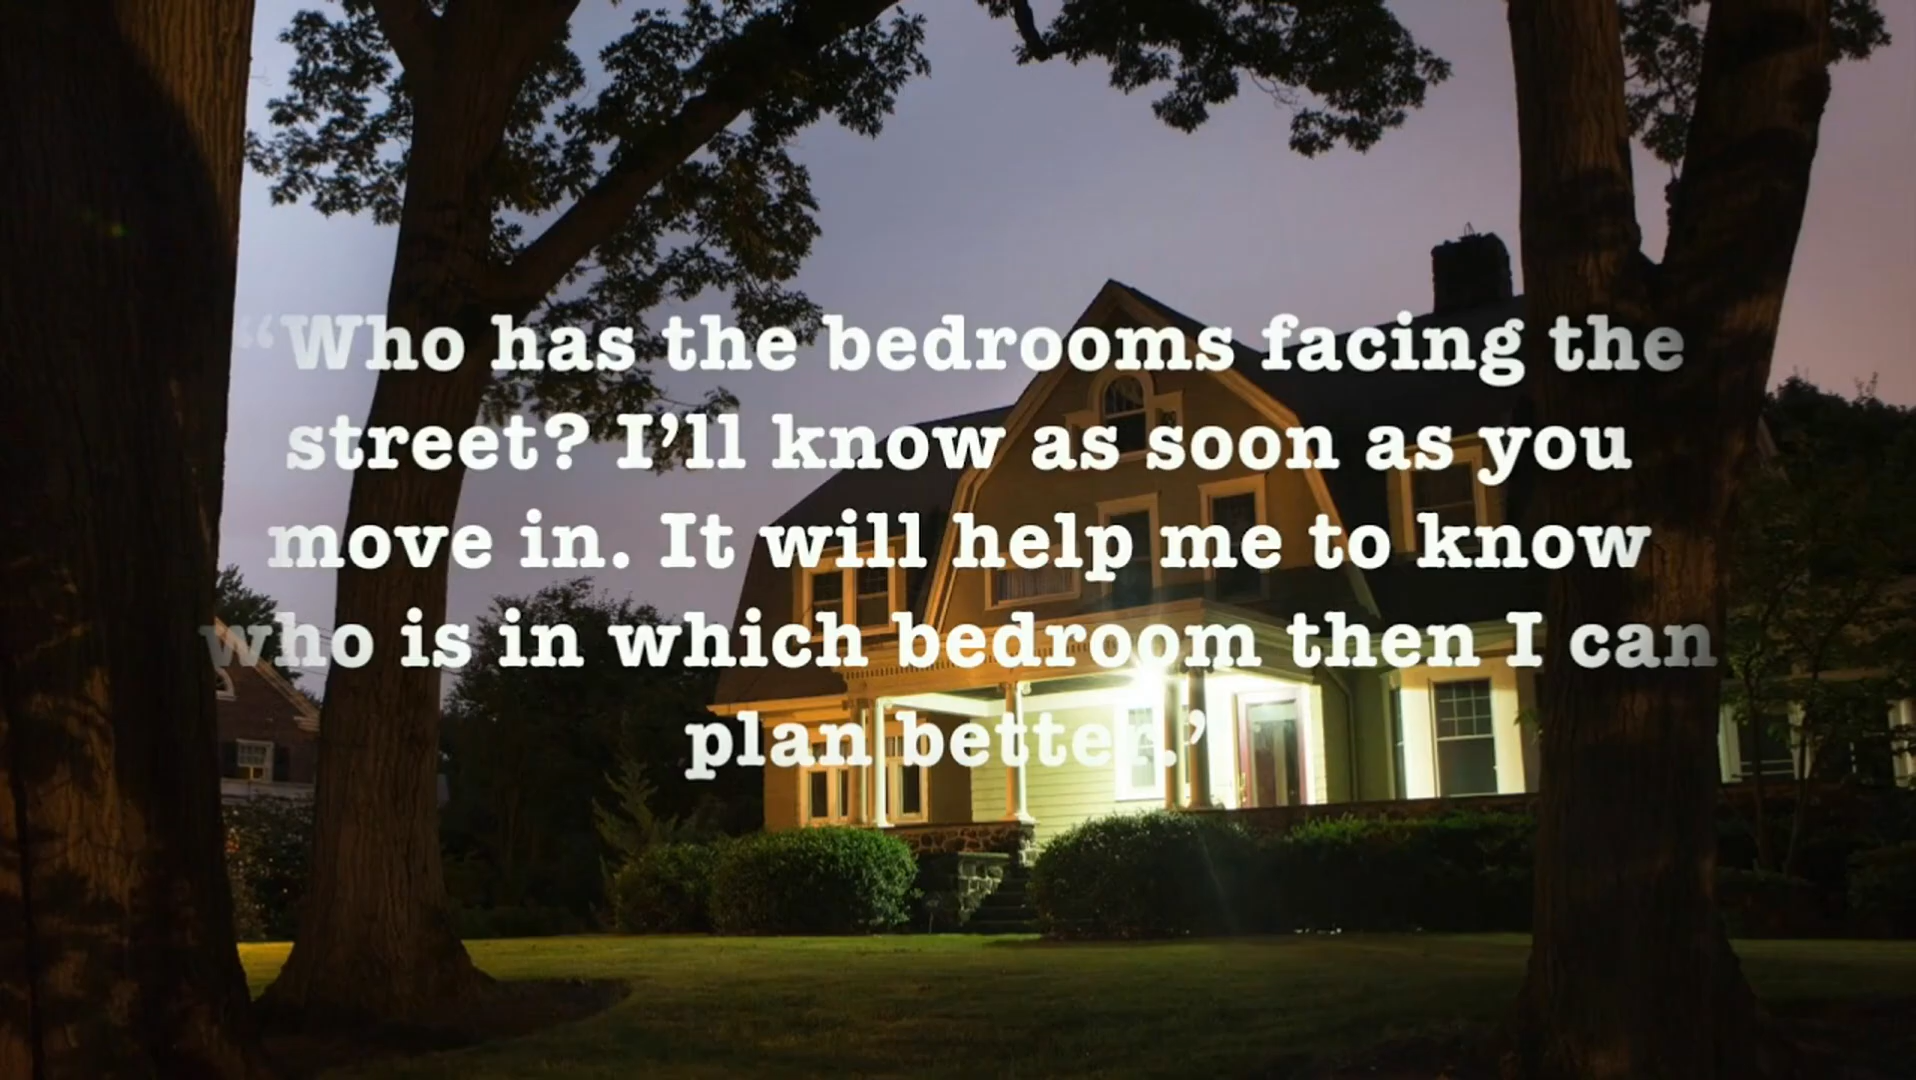 “Who has the bedrooms facing the
street? I’ll know as soon as you
move in. It will help me to know
who is in which bedroom then I can
plan better.’